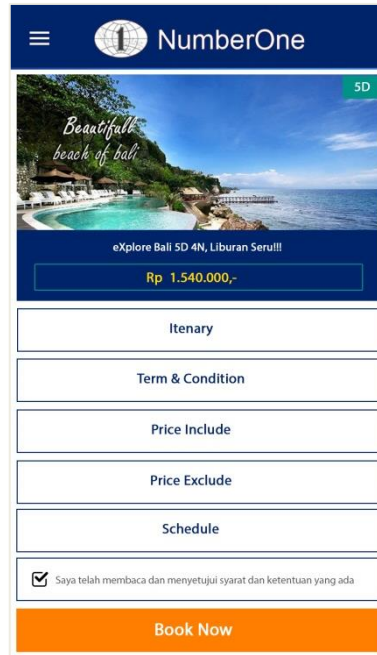 1 NumberOne
5D
Beautifull
beach of bali
eXplore Bali 5D 4N, Liburan Seru!!!
Rp 1.540.000,-
Itenary
Term & Condition
Price Include
Price Exclude
Schedule
Saya telah membaca dan menyetujui syarat dan ketentuan yang ada
Book Now